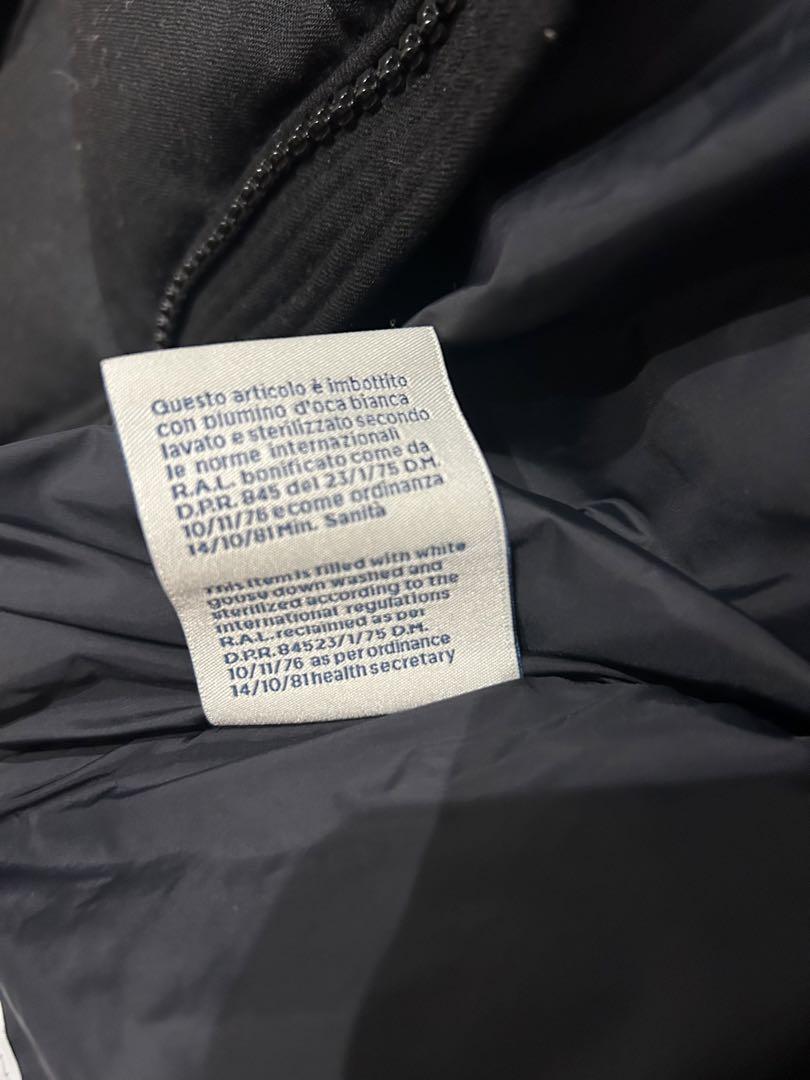 Questo articolo è imbottito
con piumino d'oca bianca
lavato e sterilizzato secondo
le norme internazionali
R.A.L. bonificato come da
D.P.R. 845 del 23/1/75 D.M.
10/11/76 e come ordinanza
14/10/81 Min. Sanità
This item is filled with white
goose down washed and
sterilized according to the
international regulations
R.A.L. reclaimed as per
D.P.R. 84523/1/75 D.M.
10/11/76 as per ordinance
14/10/81 health secretary